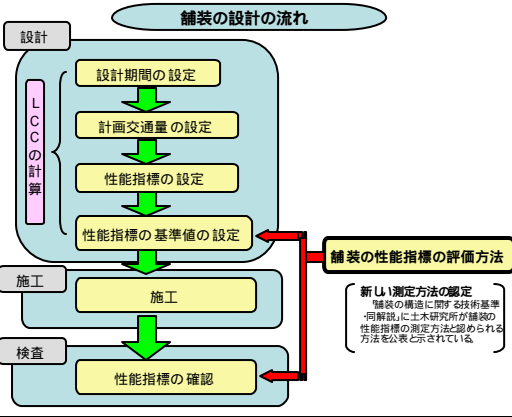 舗装の設計の流れ
設計
設計期間の設定
計画交通量の設定
性能指標の設定
性能指標の基準値の設定
LCCの計算
舗装の性能指標の評価方法
新しい測定方法の認定
「舗装の構造に関する技術基準
・同解説」に土木研究所が舗装の
性能指標の測定方法と認められる
方法を公表と示されている。
施工
施工
検査
性能指標の確認